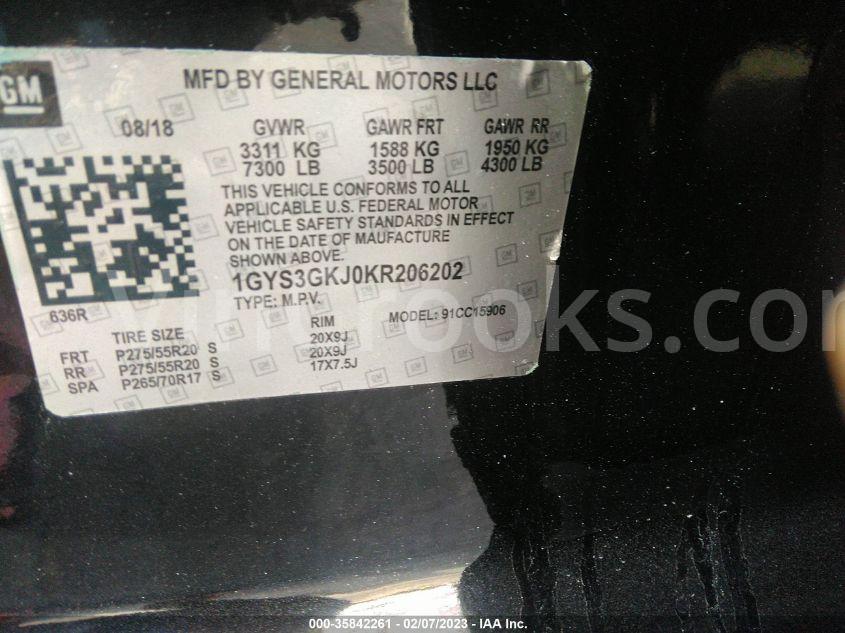 GM
MFD BY GENERAL MOTORS LLC
08/18 GVWR GAWR FRT GAWR RR
3311 KG 1588 KG 1950 KG
7300 LB 3500 LB 4300 LB
THIS VEHICLE CONFORMS TO ALL
APPLICABLE U.S. FEDERAL MOTOR
VEHICLE SAFETY STANDARDS IN EFFECT
ON THE DATE OF MAUFACTURE
SHOWN ABOVE.
1GYS3GKJ0KR206202
TYPE: M.P.V.
636R
MODEL: 91CC15906
TIRE SIZE RIM
FRT P275/55R20 S 20X9J
RR P275/55R20 S 20X9J
SPA P265/70R17 S 17X7.5J
000-35842261 - 02/07/2023 - IAA Inc.